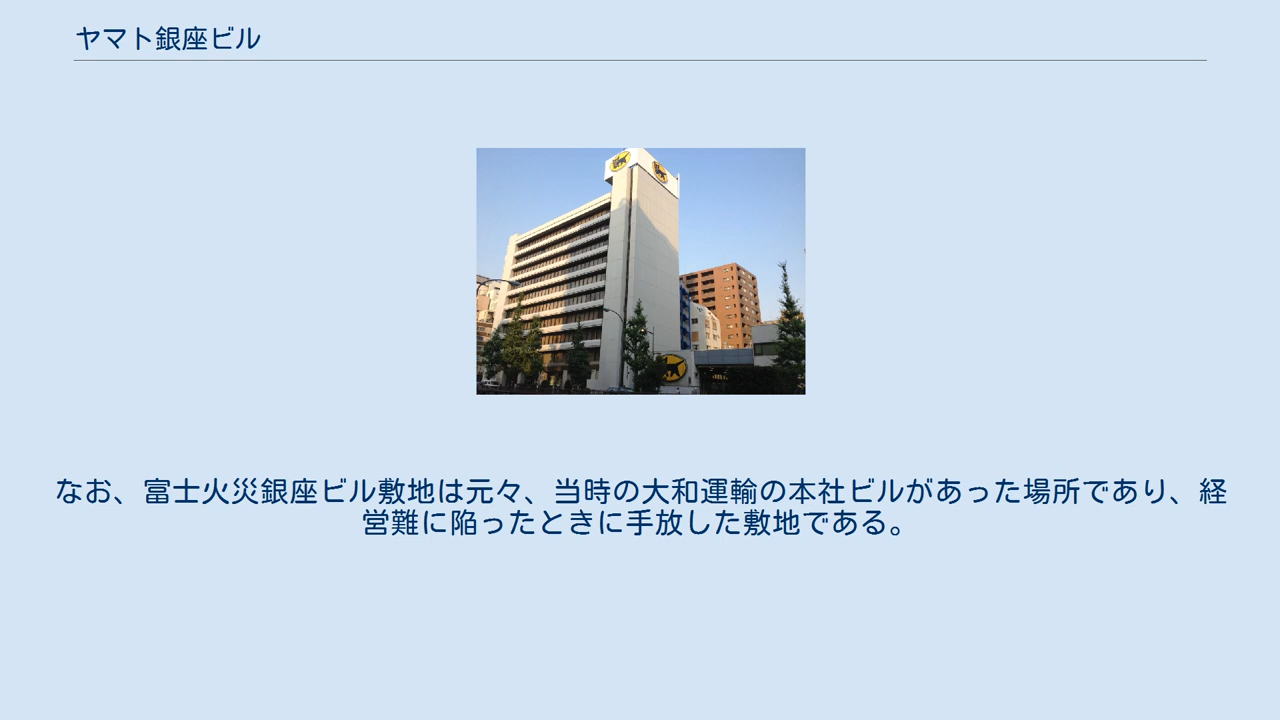 ヤマト銀座ビル
なお、富士火災銀座ビル敷地は元々、当時の大和運輸の本社ビルがあった場所であり、経
営難に陥ったときに手放した敷地である。